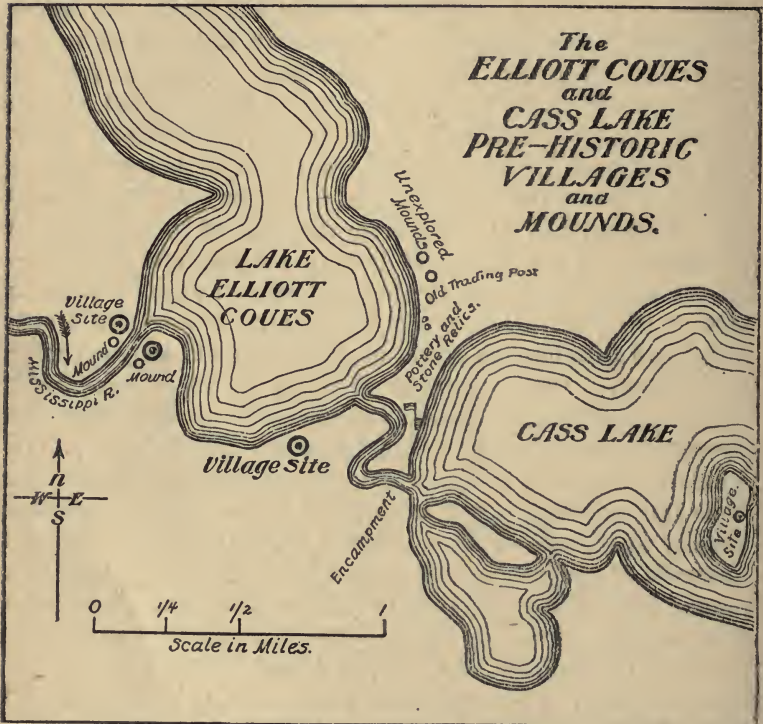 The
ELLIOTT COUES
and
CASS LAKE
PRE-HISTORIC
VILLAGES
and
MOUNDS.
Unexplored
Mounds
Old Trading Post
Pottery and
Stone Relics.
LAKE
ELLIOTT
COUES
Village
Site
Mound
Mound
Mississippi R.
Village Site
CASS LAKE
Village
Site
Encampment
n
W E
S
0 1/4 1/2 1
Scale in Miles.